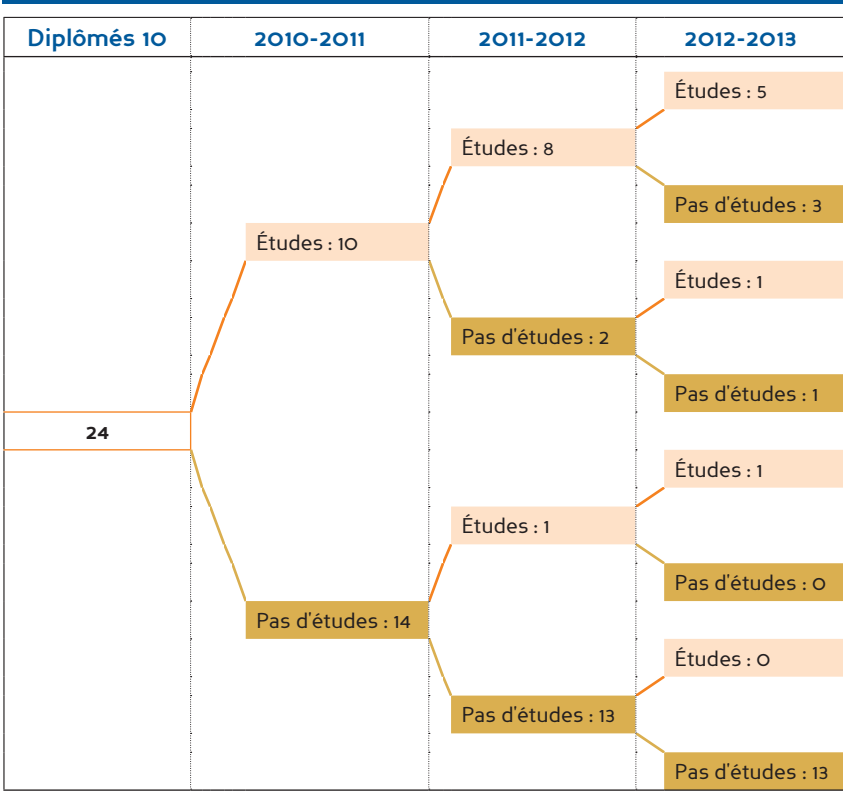 Diplômés 10
2010-2011
2011-2012
2012-2013
Études : 5
Études : 8
Pas d'études : 3
Études : 10
Études : 1
Pas d'études : 2
Pas d'études : 1
24
Études : 1
Études : 1
Pas d'études : 0
Pas d'études : 14
Études : 0
Pas d'études : 13
Pas d'études : 13